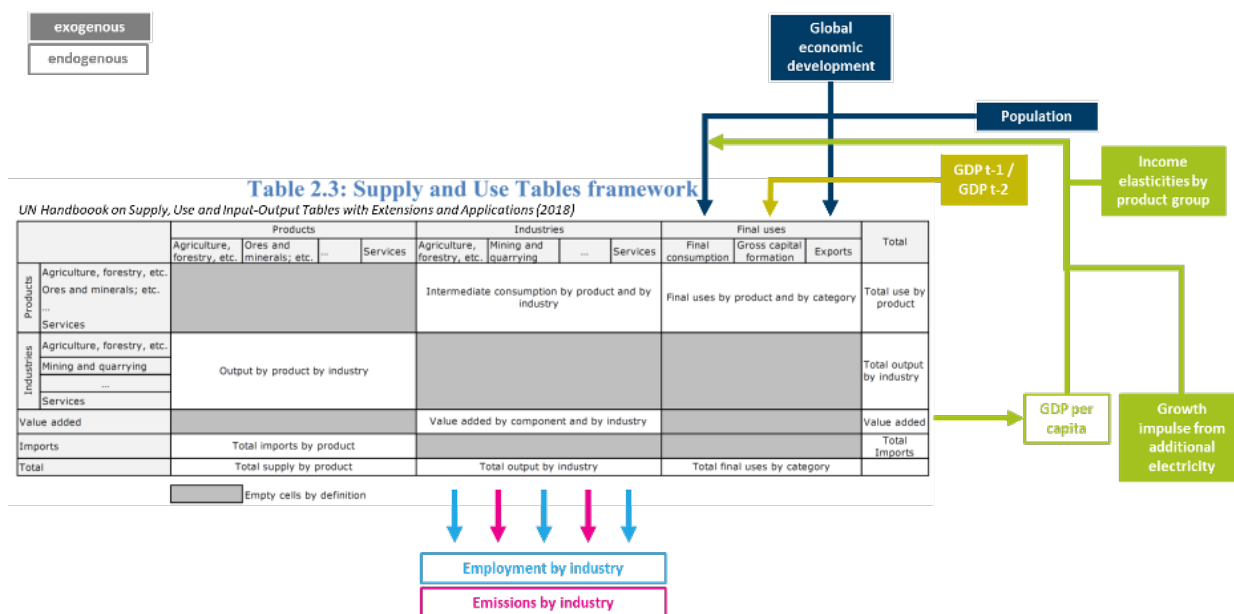 exogenous
endogenous
Global
economic
development
Population
GDP t-1 /
GDP t-2
Income
elasticities by
product group
Table 2.3: Supply and Use Tables framework
UN Handboook on Supply, Use and Input-Output Tables with Extensions and Applications (2018)
Products
Industries
Final uses
Total
Agriculture,
forestry, etc.
Ores and
minerals; etc.
...
Services
Agriculture,
forestry, etc.
Mining and
quarrying
...
Services
Final
consumption
Gross capital
formation
Exports
Products
Agriculture, forestry, etc.
Ores and minerals; etc.
...
Services
Intermediate consumption by product and by
industry
Final uses by product and by category
Total use by
product
Industries
Agriculture, forestry, etc.
Mining and quarrying
...
Services
Output by product by industry
Total output
by industry
Value added
Value added by component and by industry
Value added
Imports
Total imports by product
Total
Imports
Total
Total supply by product
Total output by industry
Total final uses by category
Empty cells by definition
GDP per
capita
Growth
impulse from
additional
electricity
Employment by industry
Emissions by industry